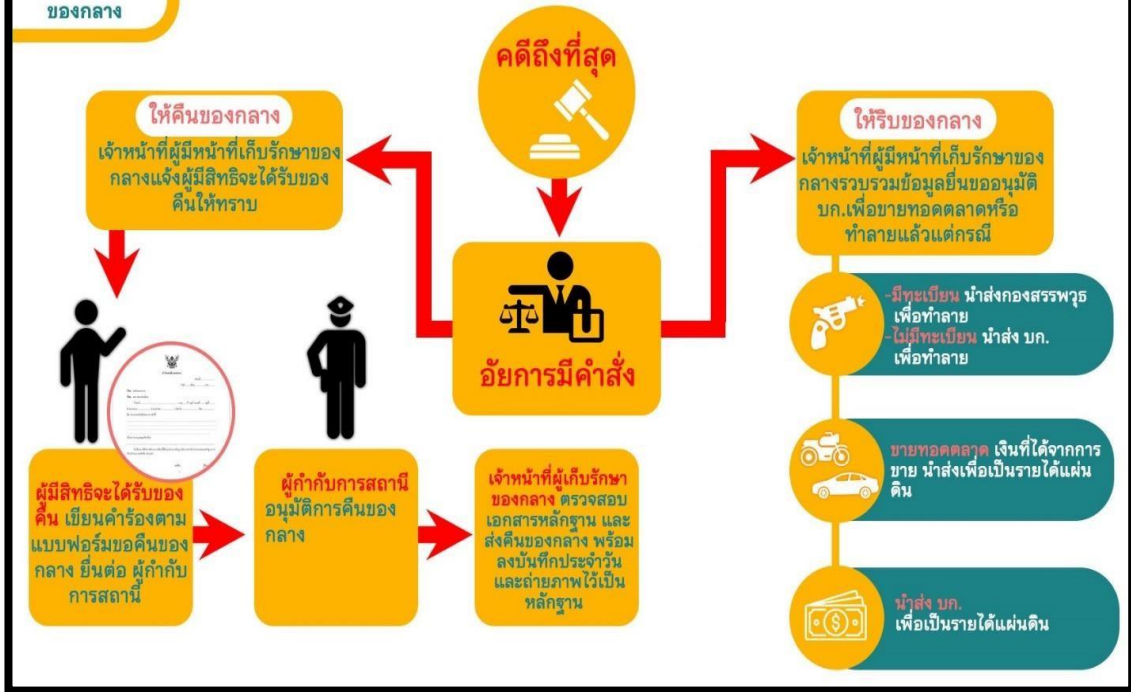 ของกลาง
คดีถึงที่สุด
ให้คืนของกลาง
เจ้าหน้าที่ผู้มีหน้าที่เก็บรักษาของ
กลางแจ้งผู้มีสิทธิจะได้รับของ
คืนให้ทราบ
ให้ริบของกลาง
เจ้าหน้าที่ผู้มีหน้าที่เก็บรักษาของ
กลางรวบรวมข้อมูลยื่นขออนุมัติ
บก.เพื่อขายทอดตลาดหรือ
ทำลายแล้วแต่กรณี
อัยการมีคำสั่ง
-มีทะเบียน นำส่งกองสรรพวุธ
เพื่อทำลาย
-ไม่มีทะเบียน นำส่ง บก.
เพื่อทำลาย
ขายทอดตลาด เงินที่ได้จากการ
ขาย นำส่งเพื่อเป็นรายได้แผ่น
ดิน
นำส่ง บก.
เพื่อเป็นรายได้แผ่นดิน
ผู้มีสิทธิจะได้รับของ
คืน เขียนคำร้องตาม
แบบฟอร์มขอคืนของ
กลาง ยื่นต่อ ผู้กำกับ
การสถานี
ผู้กำกับการสถานี
อนุมัติการคืนของ
กลาง
เจ้าหน้าที่ผู้เก็บรักษา
ของกลาง ตรวจสอบ
เอกสารหลักฐาน และ
ส่งคืนของกลาง พร้อม
ลงบันทึกประจำวัน
และถ่ายภาพไว้เป็น
หลักฐาน